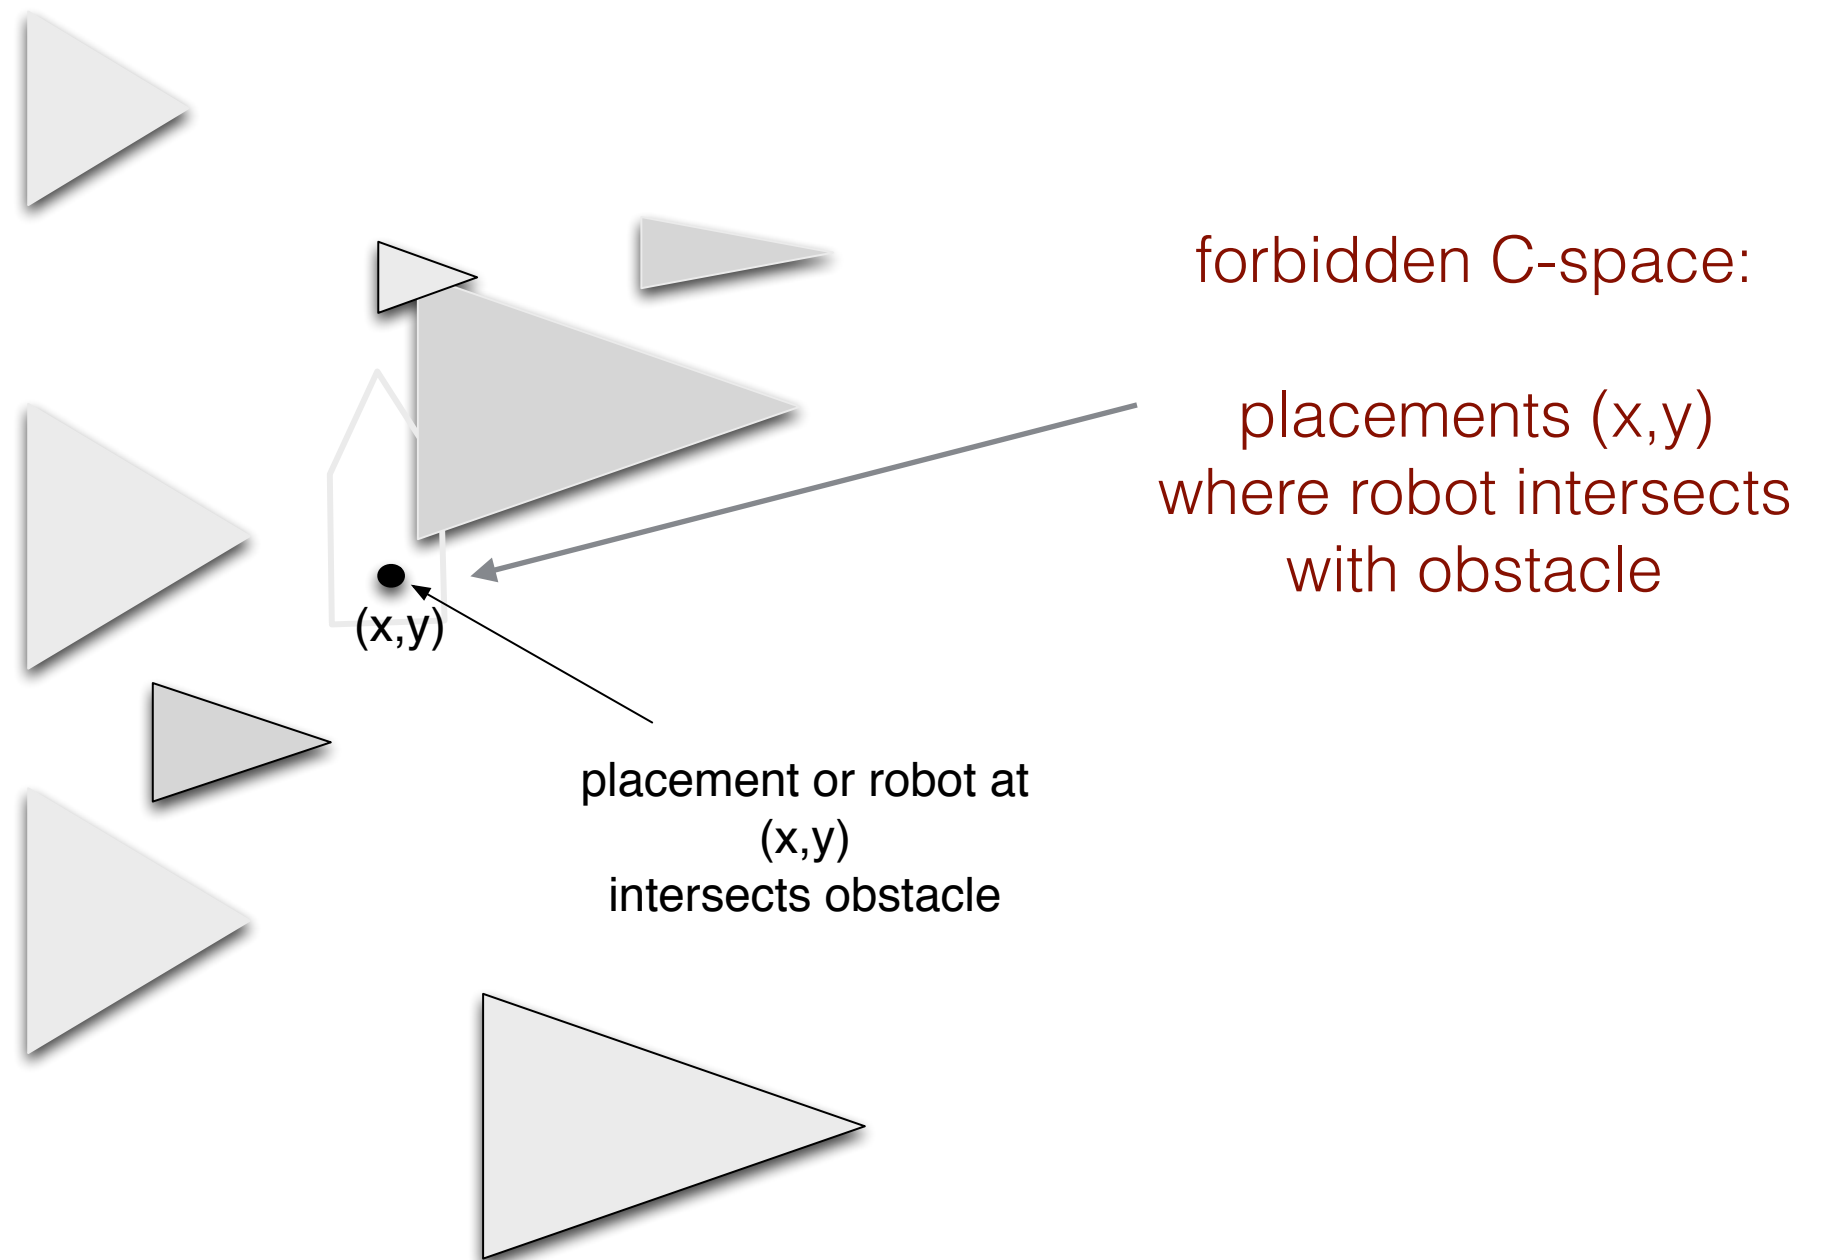 forbidden C-space:
placements (x,y)
where robot intersects
with obstacle
(x,y)
placement or robot at
(x,y)
intersects obstacle